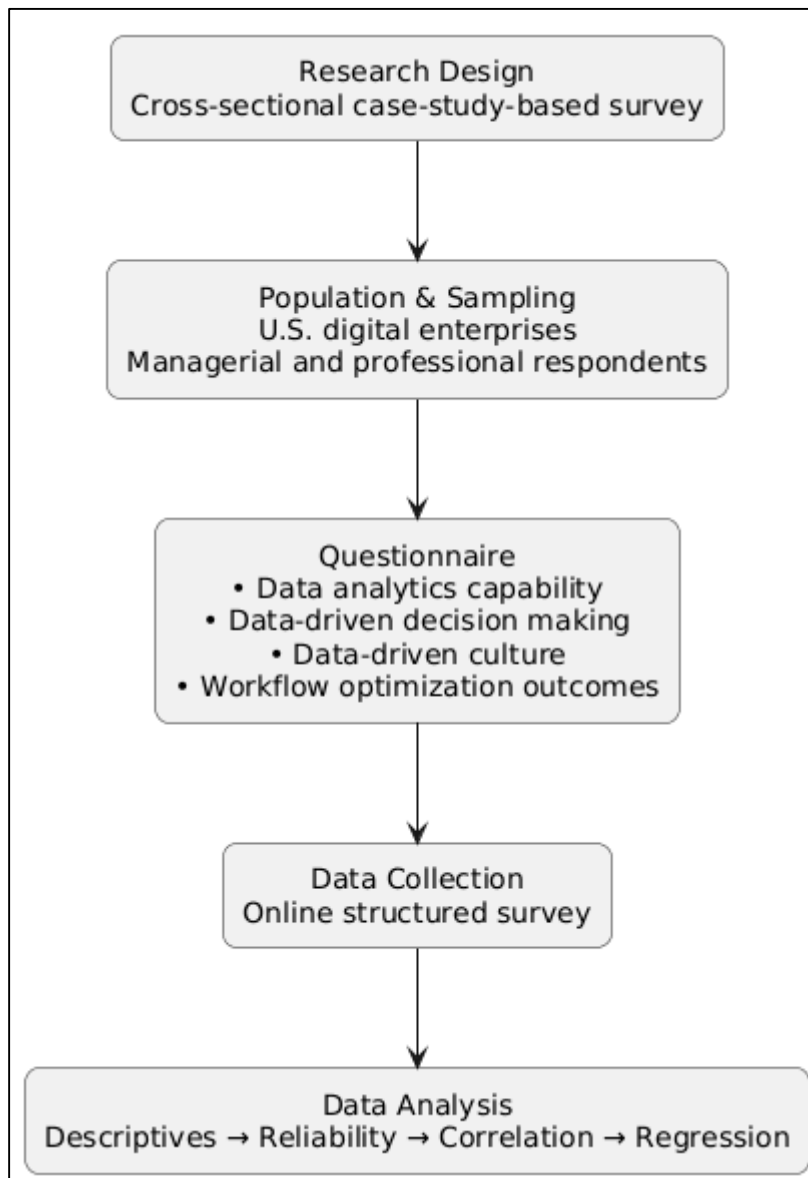 Research Design
Cross-sectional case-study-based survey
Population & Sampling
U.S. digital enterprises
Managerial and professional respondents
Questionnaire
• Data analytics capability
• Data-driven decision making
• Data-driven culture
• Workflow optimization outcomes
Data Collection
Online structured survey
Data Analysis
Descriptives → Reliability → Correlation → Regression